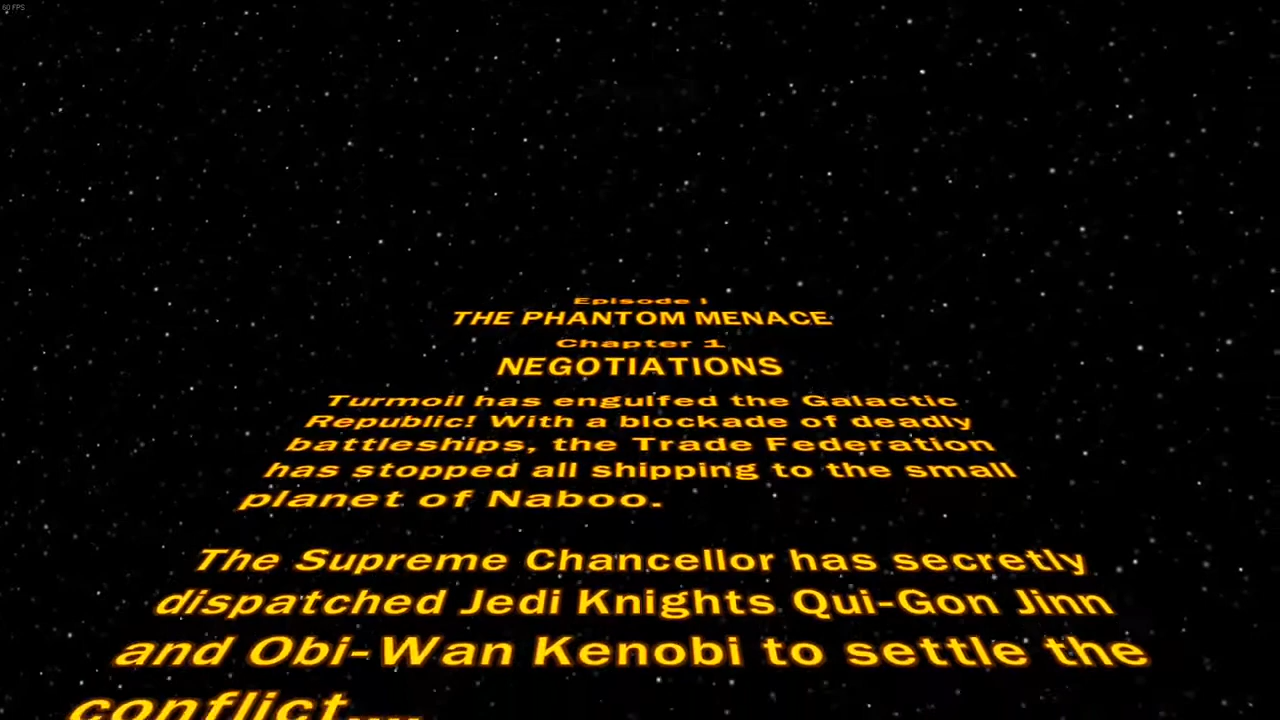 60 FPS
Episode I
THE PHANTOM MENACE
Chapter 1
NEGOTIATIONS
Turmoil has engulfed the Galactic
Republic! With a blockade of deadly
battleships, the Trade Federation
has stopped all shipping to the small
planet of Naboo.
The Supreme Chancellor has secretly
dispatched Jedi Knights Qui-Gon Jinn
and Obi-Wan Kenobi to settle the
conflict....